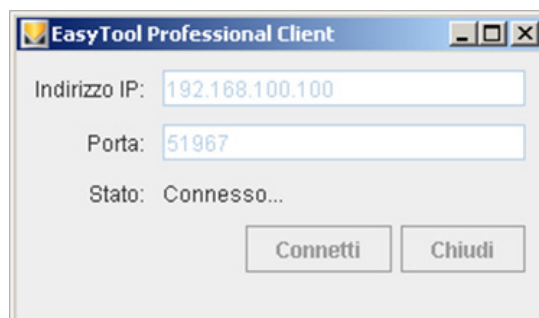 EasyTool Professional Client
Indirizzo IP: 192.168.100.100
Porta: 51967
Stato: Connesso...
Connetti Chiudi